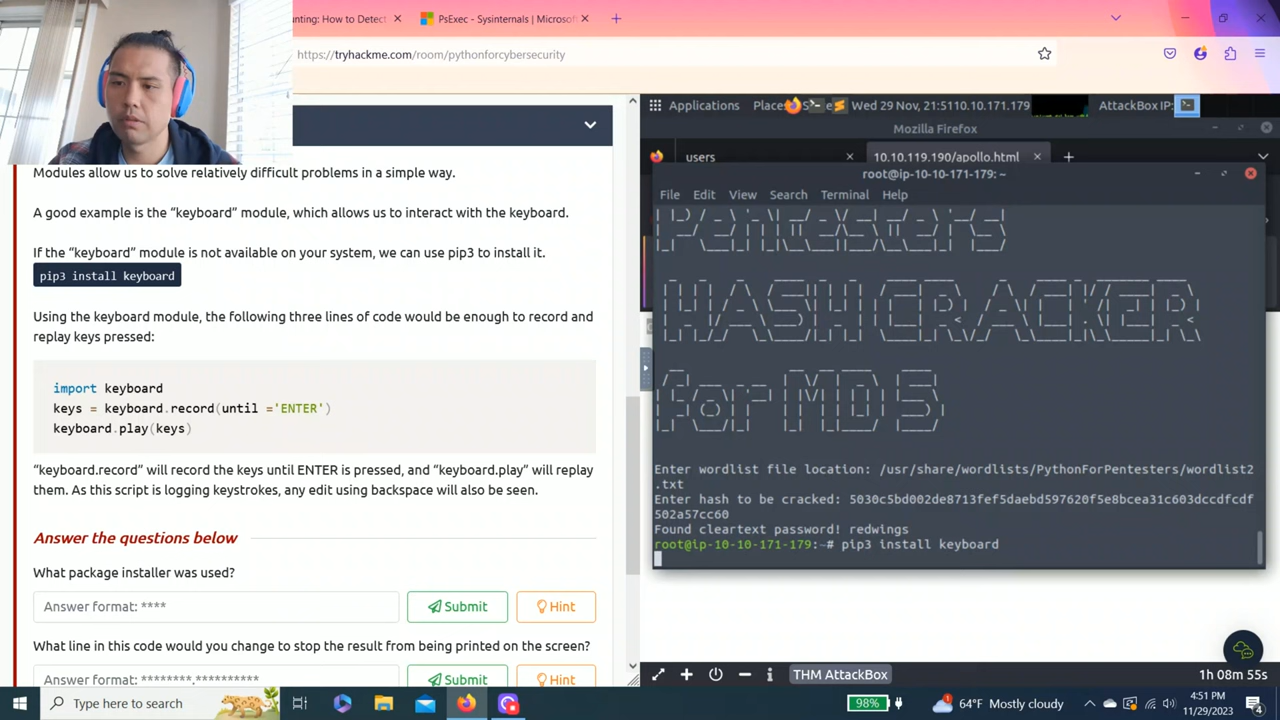 unting: How to Detect
PsExec - Sysinternals | Microsof
https://tryhackme.com/room/pythonforcybersecurity
Modules allow us to solve relatively difficult problems in a simple way.
A good example is the “keyboard” module, which allows us to interact with the keyboard.
If the “keyboard” module is not available on your system, we can use pip3 to install it.
pip3 install keyboard
Using the keyboard module, the following three lines of code would be enough to record and
replay keys pressed:
import keyboard
keys = keyboard.record(until ='ENTER')
keyboard.play(keys)
“keyboard.record” will record the keys until ENTER is pressed, and “keyboard.play” will replay
them. As this script is logging keystrokes, any edit using backspace will also be seen.
Answer the questions below
What package installer was used?
Answer format: ****
Submit
Hint
What line in this code would you change to stop the result from being printed on the screen?
Answer format: ********.**********
Submit
Hint
Applications
Places
Wed 29 Nov, 21:51
10.10.171.179
AttackBox IP:
Mozilla Firefox
users
10.10.119.190/apollo.html
root@ip-10-10-171-179: ~
File Edit View Search Terminal Help
Pentesters
HASH CRACKER
for MD5
Enter wordlist file location: /usr/share/wordlists/PythonForPentesters/wordlist2
.txt
Enter hash to be cracked: 5030c5bd002de8713fef5daebd597620f5e8bcea31c603dccdfcdf
502a57cc60
Found cleartext password! redwings
root@ip-10-10-171-179:~# pip3 install keyboard
THM AttackBox
1h 08m 55s
Type here to search
98%
64°F Mostly cloudy
4:51 PM
11/29/2023
4